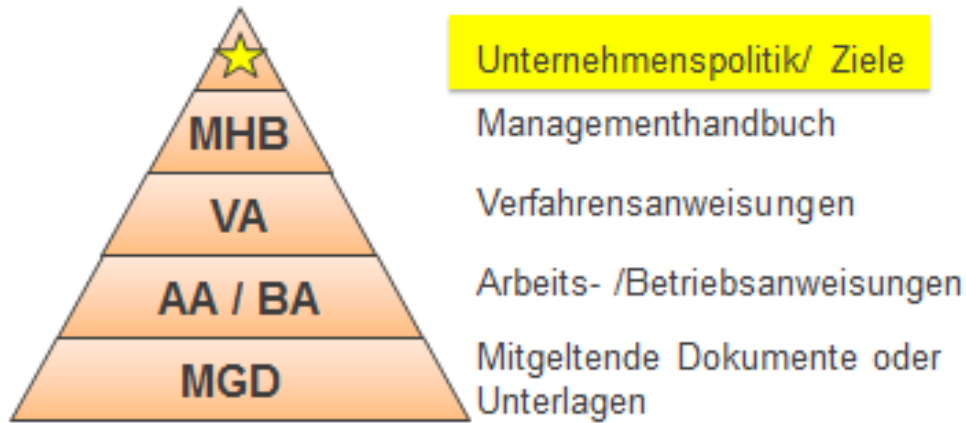 Unternehmenspolitik/ Ziele
MHB
Managementhandbuch
VA
Verfahrensanweisungen
AA / BA
Arbeits- /Betriebsanweisungen
MGD
Mitgeltende Dokumente oder
Unterlagen